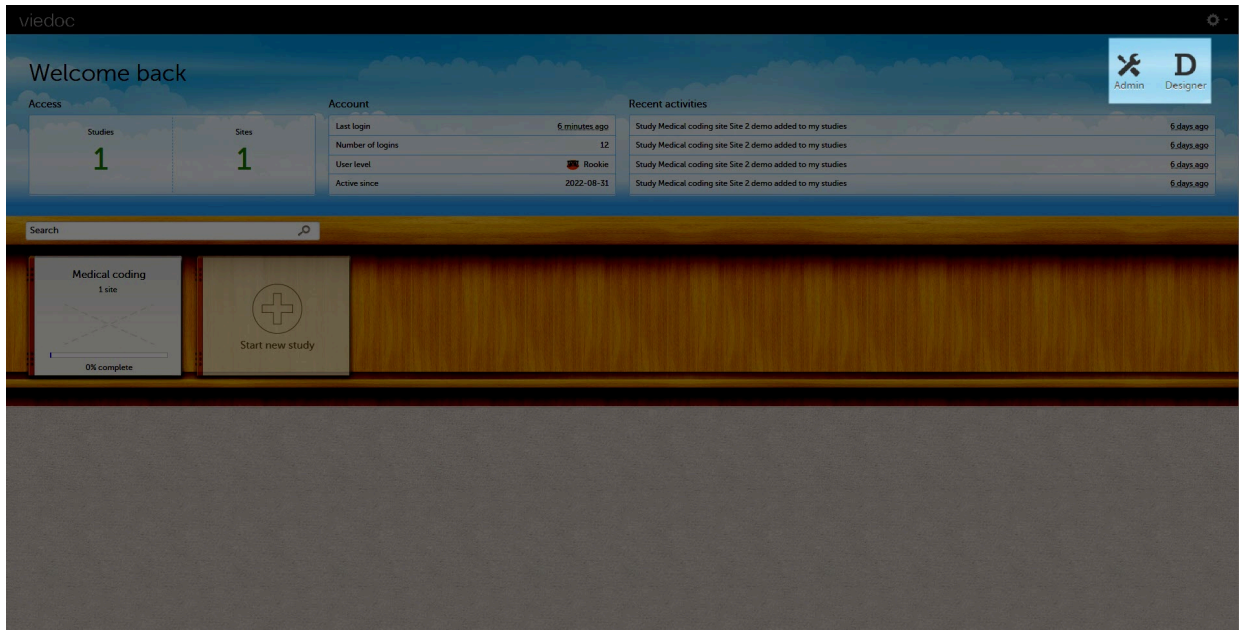 viedoc
Welcome back
Admin
Designer
Access
Studies
1
Sites
1
Account
Last login 6 minutes ago
Number of logins 12
User level Rookie
Active since 2022-08-31
Recent activities
Study Medical coding site Site 2 demo added to my studies 6 days ago
Study Medical coding site Site 2 demo added to my studies 6 days ago
Study Medical coding site Site 2 demo added to my studies 6 days ago
Study Medical coding site Site 2 demo added to my studies 6 days ago
Search
Medical coding
1 site
0% complete
Start new study